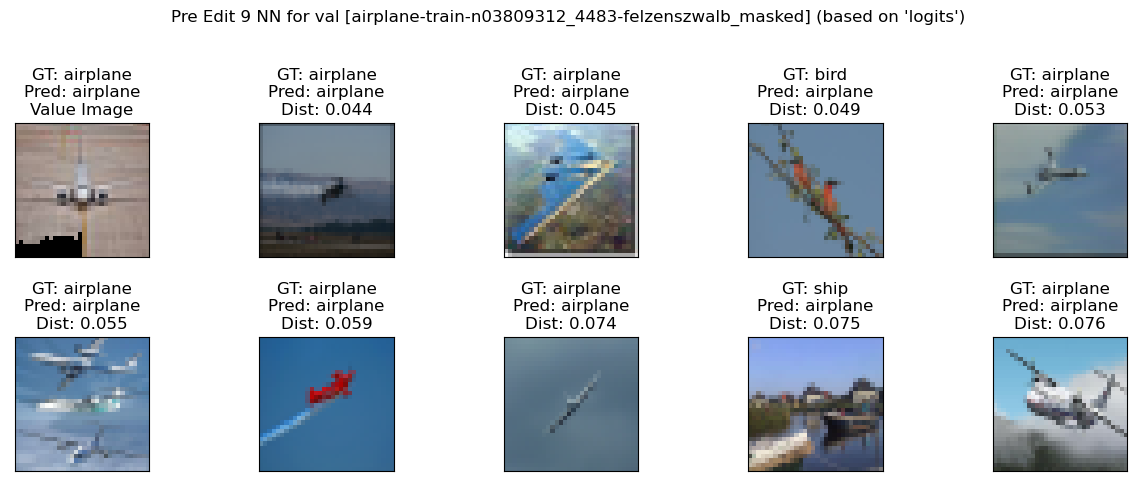 Pre Edit 9 NN for val [airplane-train-n03809312_4483-felzenszwalb_masked] (based on 'logits')
GT: airplane
Pred: airplane
Value Image
GT: airplane
Pred: airplane
Dist: 0.044
GT: airplane
Pred: airplane
Dist: 0.045
GT: bird
Pred: airplane
Dist: 0.049
GT: airplane
Pred: airplane
Dist: 0.053
GT: airplane
Pred: airplane
Dist: 0.055
GT: airplane
Pred: airplane
Dist: 0.059
GT: airplane
Pred: airplane
Dist: 0.074
GT: ship
Pred: airplane
Dist: 0.075
GT: airplane
Pred: airplane
Dist: 0.076